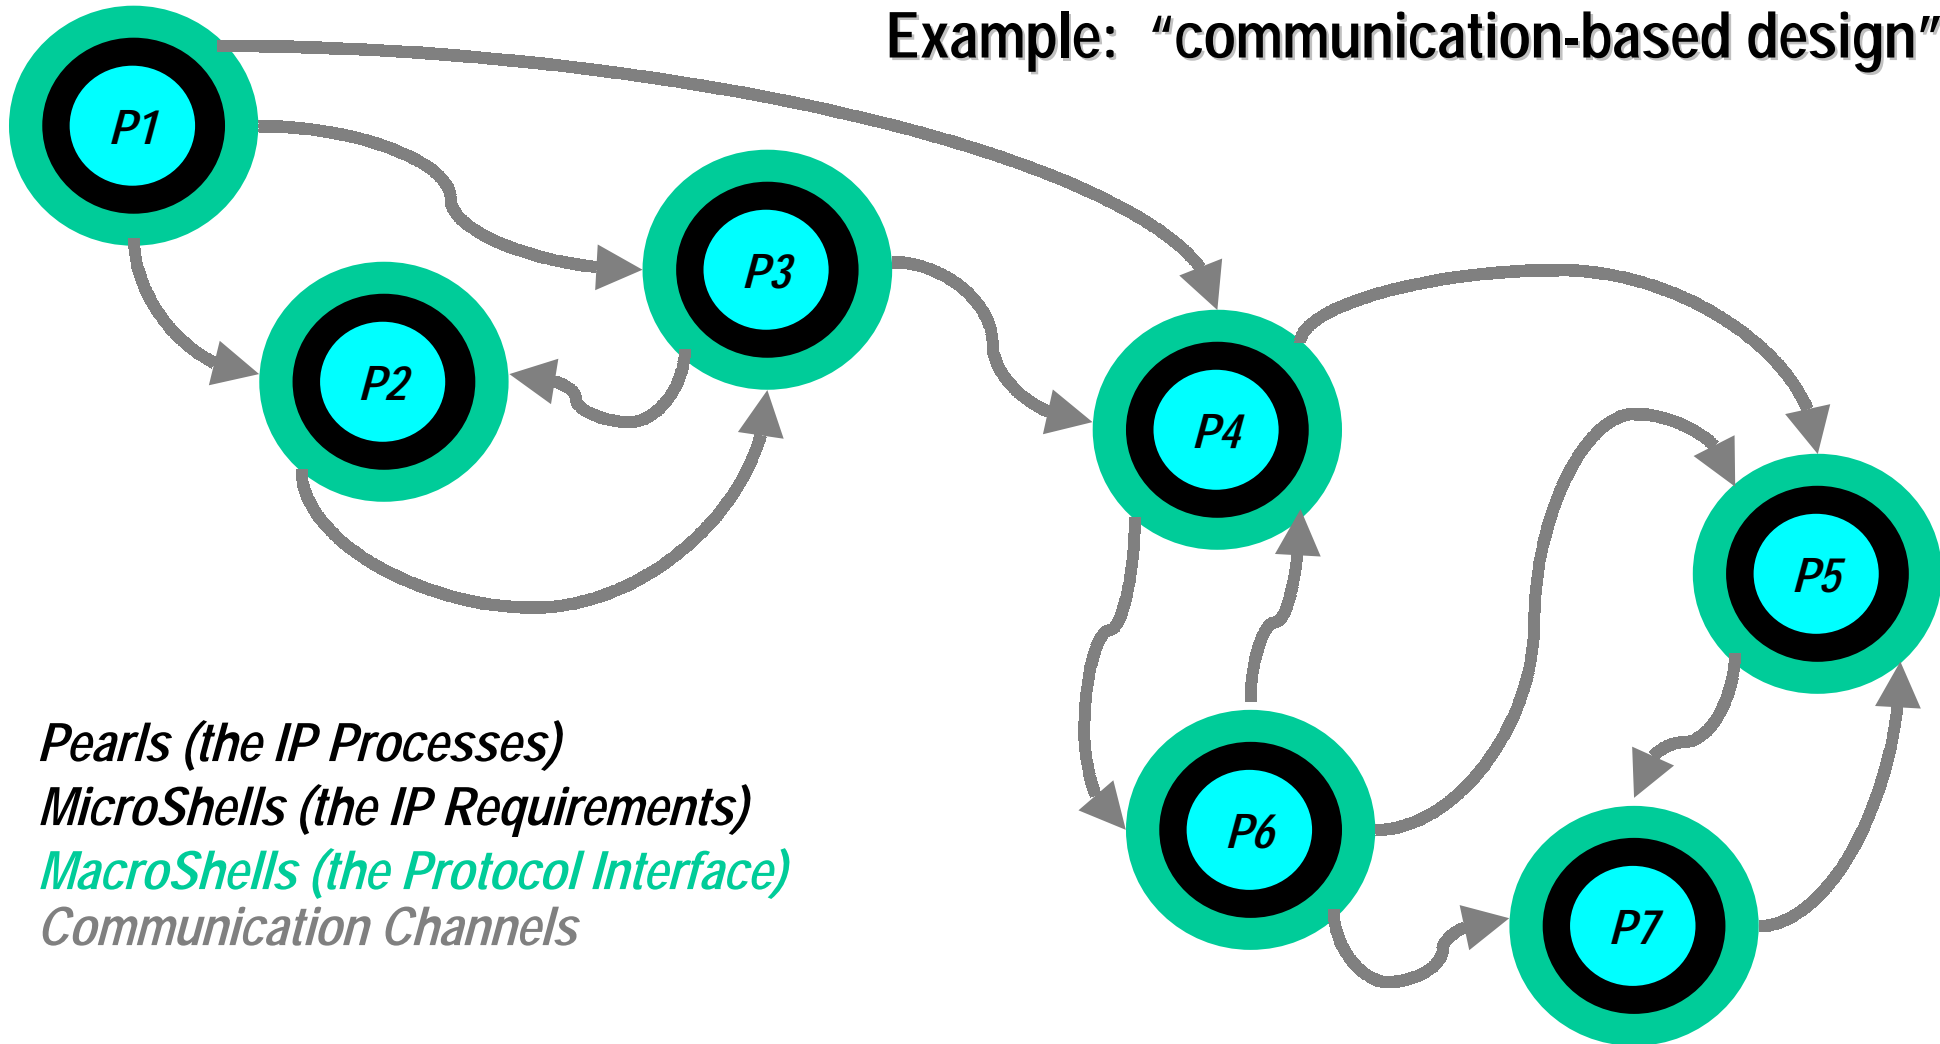 Example: “communication-based design”
P1
P3
P2
P4
P5
P6
P7
Pearls (the IP Processes)
MicroShells (the IP Requirements)
MacroShells (the Protocol Interface)
Communication Channels